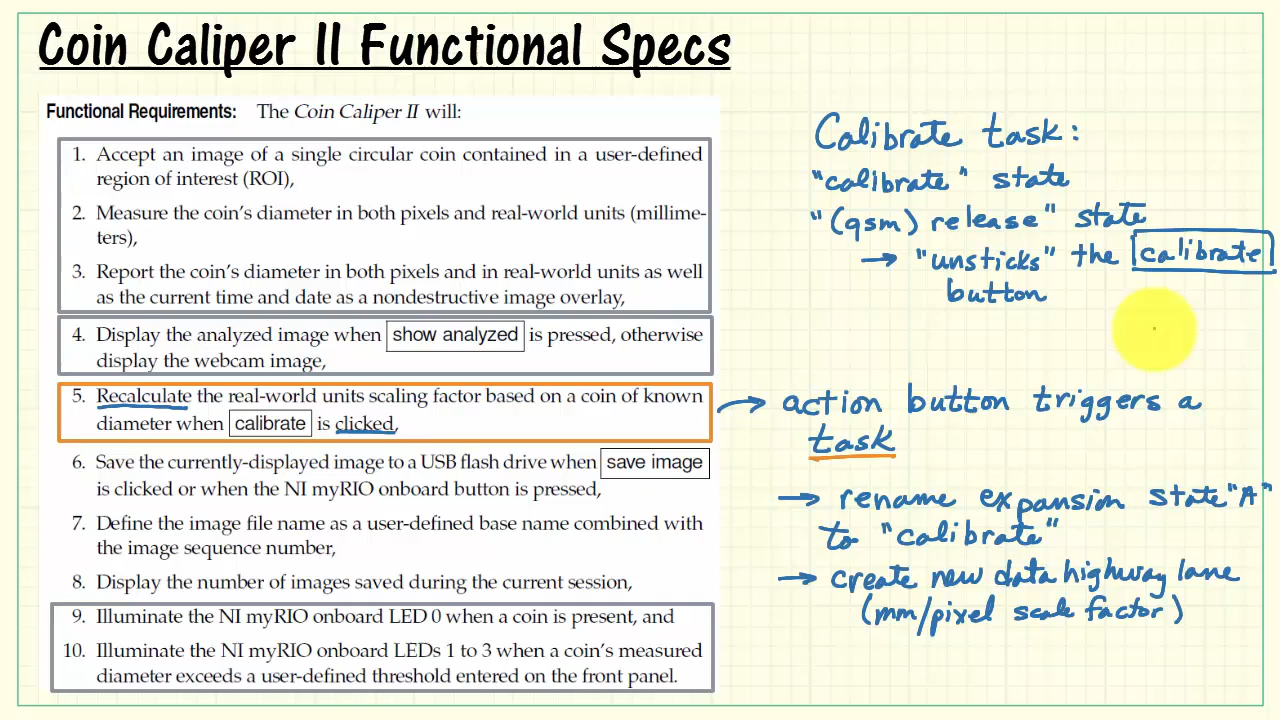 Coin Caliper II Functional Specs
Functional Requirements: The Coin Caliper II will:
1. Accept an image of a single circular coin contained in a user-defined
region of interest (ROI),
2. Measure the coin's diameter in both pixels and real-world units (millime-
ters),
3. Report the coin's diameter in both pixels and in real-world units as well
as the current time and date as a nondestructive image overlay,
4. Display the analyzed image when show analyzed is pressed, otherwise
display the webcam image,
5. Recalculate the real-world units scaling factor based on a coin of known
diameter when calibrate is clicked,
6. Save the currently-displayed image to a USB flash drive when save image
is clicked or when the NI myRIO onboard button is pressed,
7. Define the image file name as a user-defined base name combined with
the image sequence number,
8. Display the number of images saved during the current session,
9. Illuminate the NI myRIO onboard LED 0 when a coin is present, and
10. Illuminate the NI myRIO onboard LEDs 1 to 3 when a coin's measured
diameter exceeds a user-defined threshold entered on the front panel.
Calibrate task:
"calibrate" state
"(qsm) release" state
→ "unsticks" the calibrate
button
→ action button triggers a
task
→ rename expansion state "A"
to "calibrate"
→ create new data highway lane
(mm/pixel scale factor)